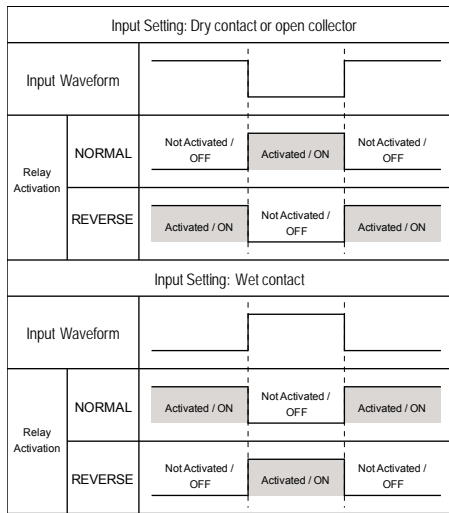 Input Setting: Dry contact or open collector
Input Waveform
Relay
Activation
NORMAL
Not Activated /
OFF
Activated / ON
Not Activated /
OFF
REVERSE
Activated / ON
Not Activated /
OFF
Activated / ON
Input Setting: Wet contact
Input Waveform
Relay
Activation
NORMAL
Activated / ON
Not Activated /
OFF
Activated / ON
REVERSE
Not Activated /
OFF
Activated / ON
Not Activated /
OFF